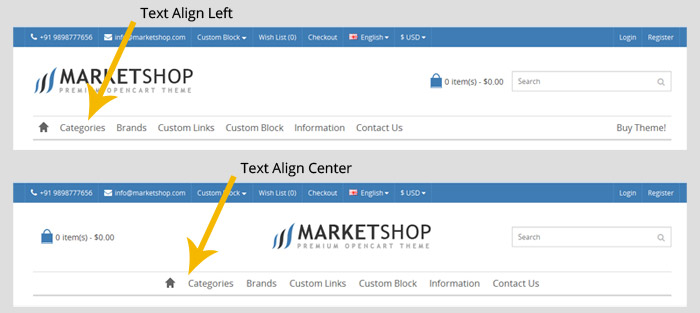 Text Align Left
+91 9898777656 info@marketshop.com Custom Block Wish List (0) Checkout English $ USD Login Register
MARKETSHOP
PREMIUM OPENCART THEME
0 item(s) - $0.00 Search
Categories Brands Custom Links Custom Block Information Contact Us Buy Theme!
Text Align Center
+91 9898777656 info@marketshop.com Custom Block Wish List (0) Checkout English $ USD Login Register
0 item(s) - $0.00 MARKETSHOP Search
PREMIUM OPENCART THEME
Categories Brands Custom Links Custom Block Information Contact Us